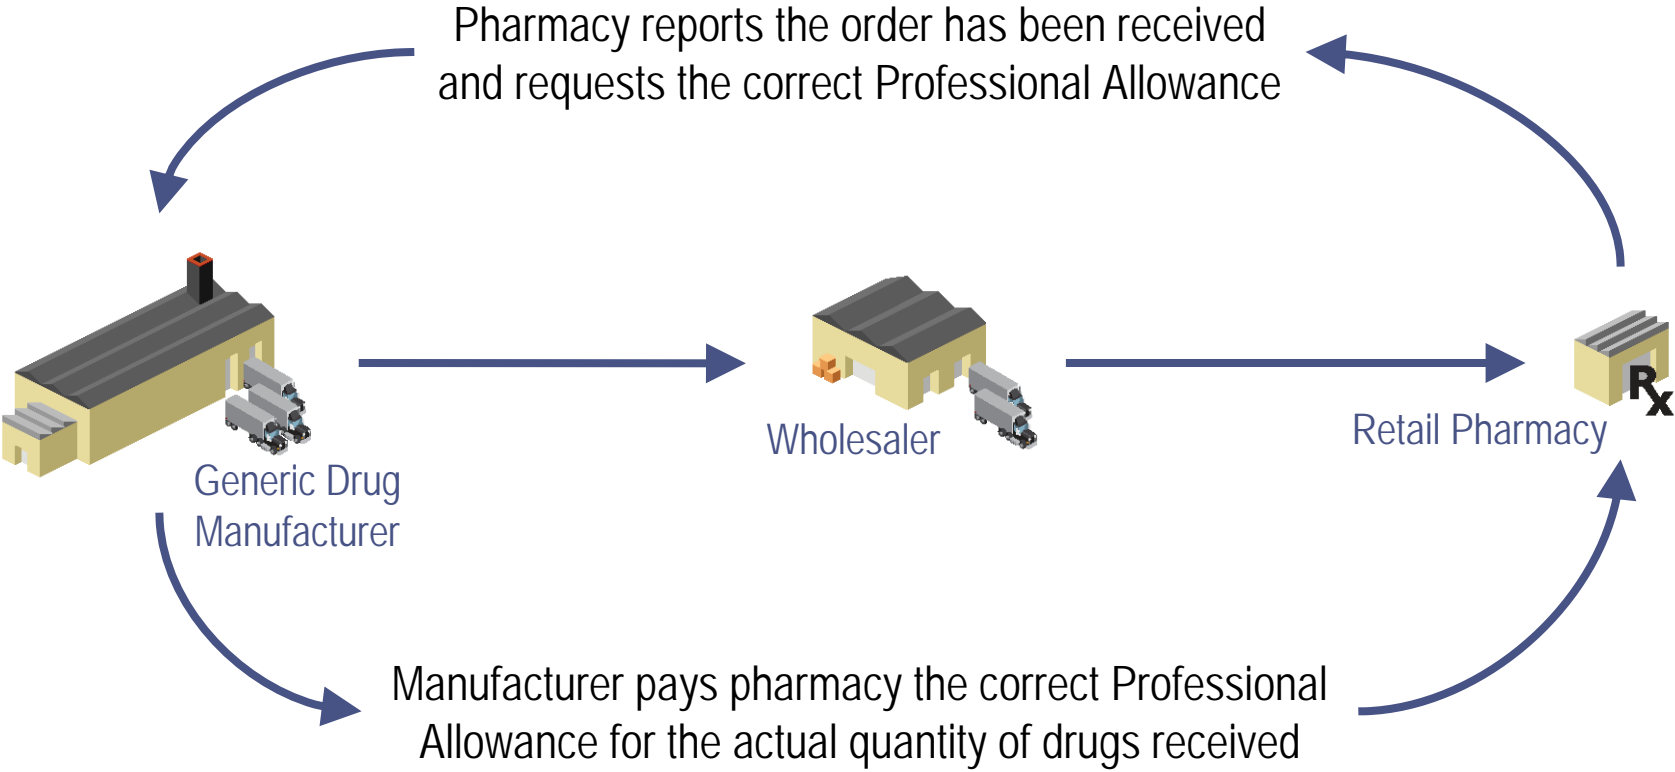 Pharmacy reports the order has been received
and requests the correct Professional Allowance
Rx
Wholesaler
Retail Pharmacy
Generic Drug
Manufacturer
Manufacturer pays pharmacy the correct Professional
Allowance for the actual quantity of drugs received